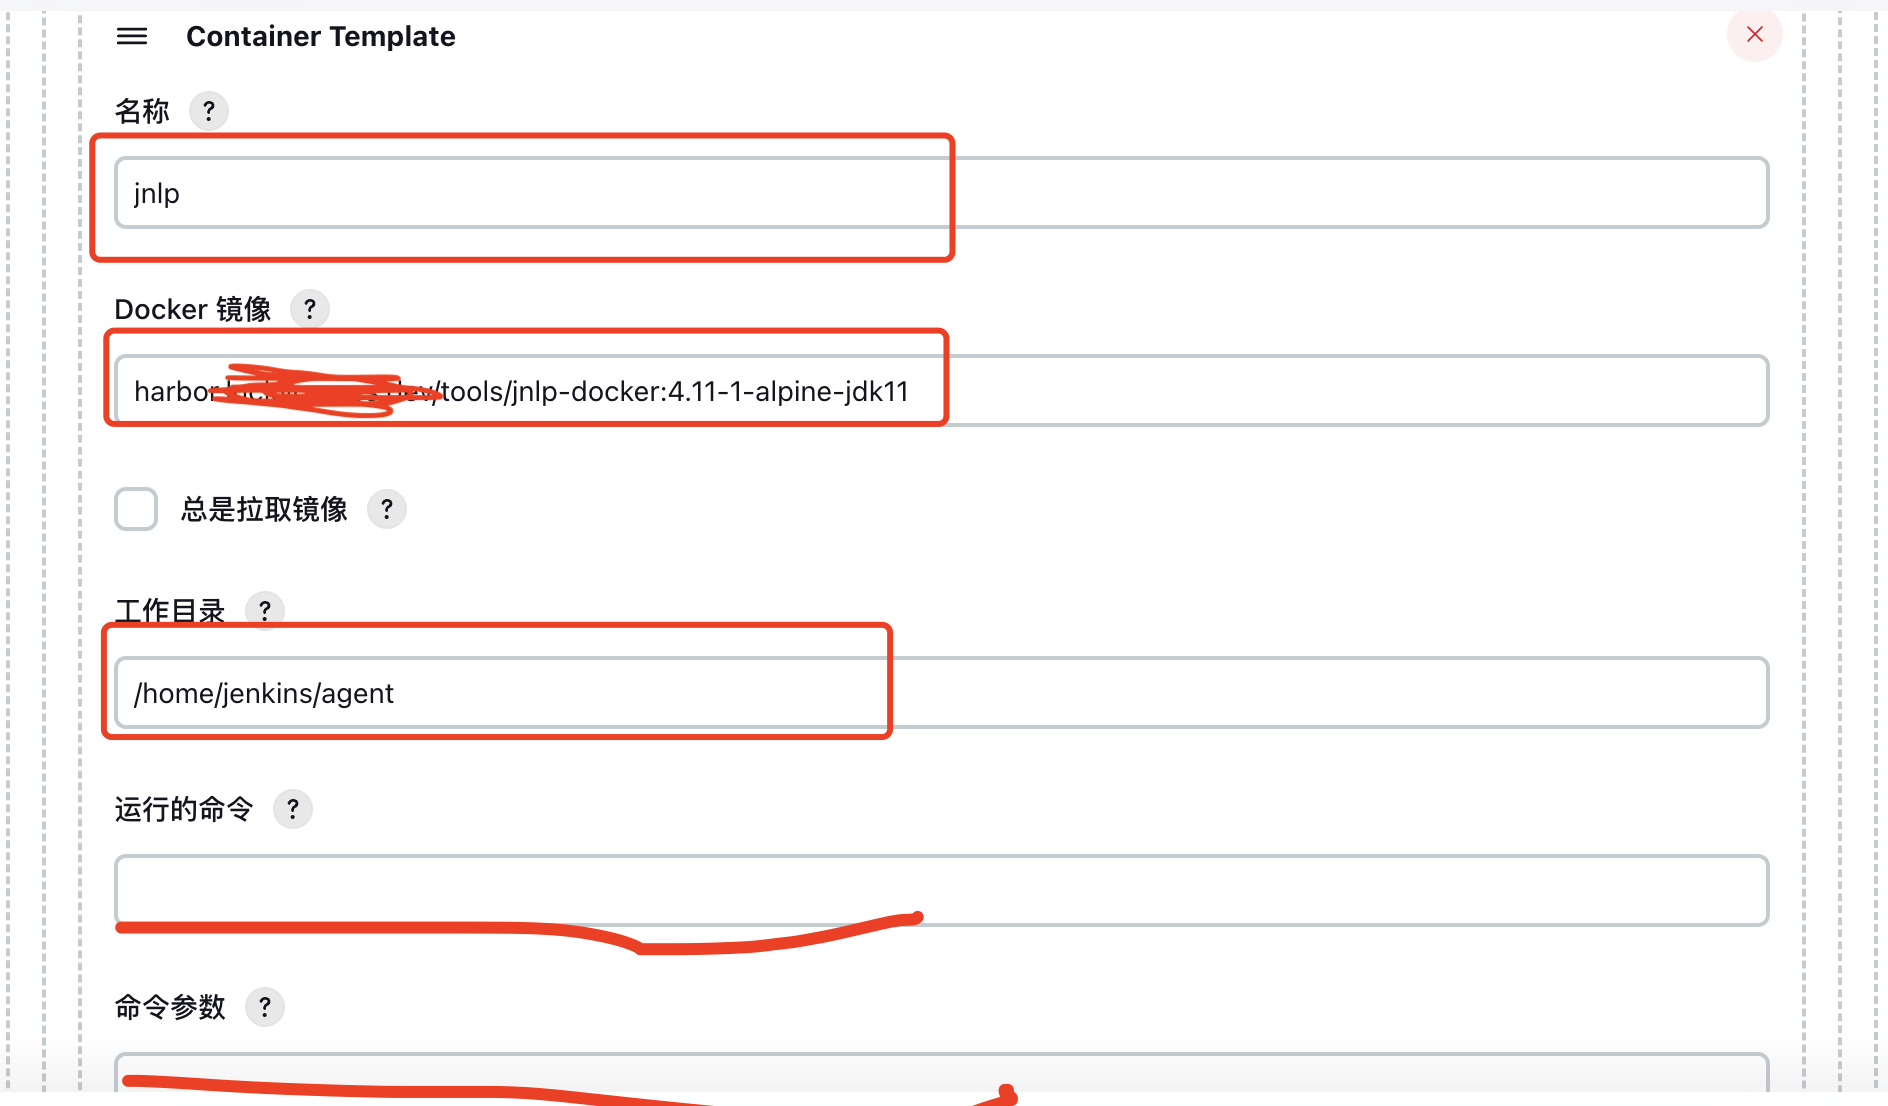 Container Template
名称 ?
jnlp
Docker 镜像 ?
harbor. dev/tools/jnlp-docker:4.11-1-alpine-jdk11
总是拉取镜像 ?
工作目录 ?
/home/jenkins/agent
运行的命令 ?
命令参数 ?